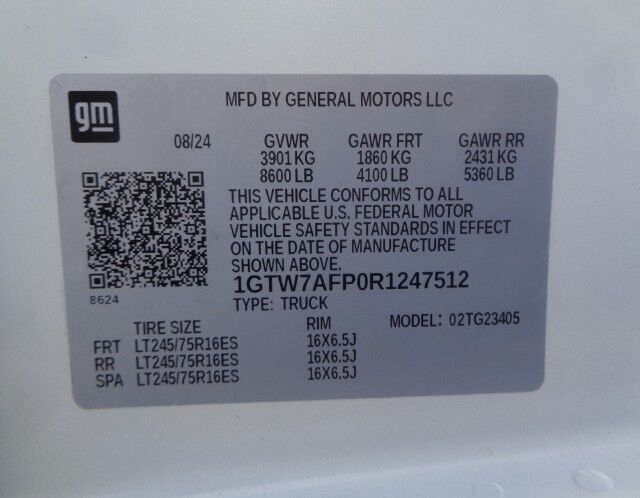 gm
MFD BY GENERAL MOTORS LLC
08/24 GVWR GAWR FRT GAWR RR
3901 KG 1860 KG 2431 KG
8600 LB 4100 LB 5360 LB
THIS VEHICLE CONFORMS TO ALL
APPLICABLE U.S. FEDERAL MOTOR
VEHICLE SAFETY STANDARDS IN EFFECT
ON THE DATE OF MANUFACTURE
SHOWN ABOVE.
1GTW7AFP0R1247512
8624
TYPE: TRUCK
TIRE SIZE RIM MODEL: 02TG23405
FRT LT245/75R16ES 16X6.5J
RR LT245/75R16ES 16X6.5J
SPA LT245/75R16ES 16X6.5J